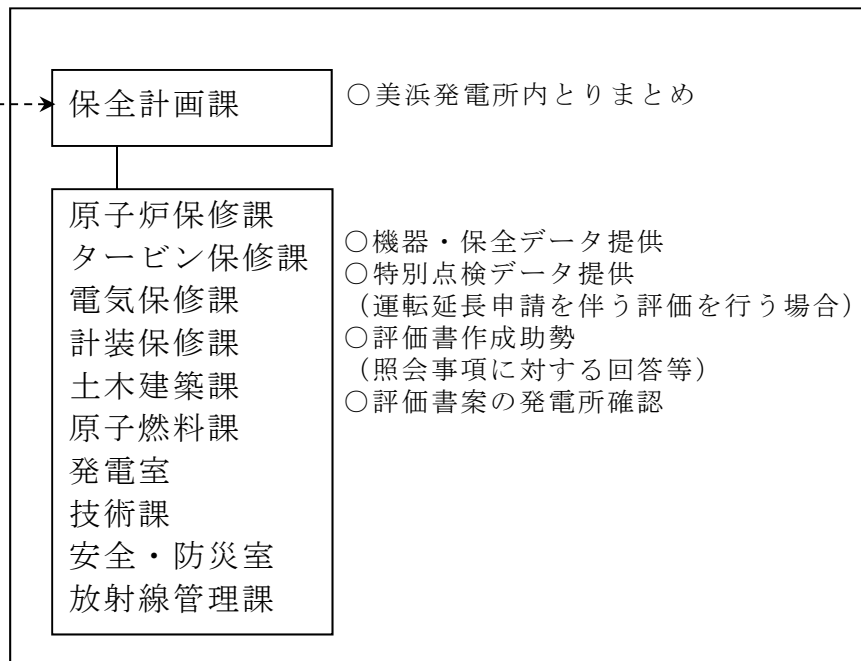 保全計画課
○美浜発電所内とりまとめ
原子炉保修課
タービン保修課
電気保修課
計装保修課
土木建築課
原子燃料課
発電室
技術課
安全・防災室
放射線管理課
○機器・保全データ提供
○特別点検データ提供
（運転延長申請を伴う評価を行う場合）
○評価書作成助勢
（照会事項に対する回答等）
○評価書案の発電所確認